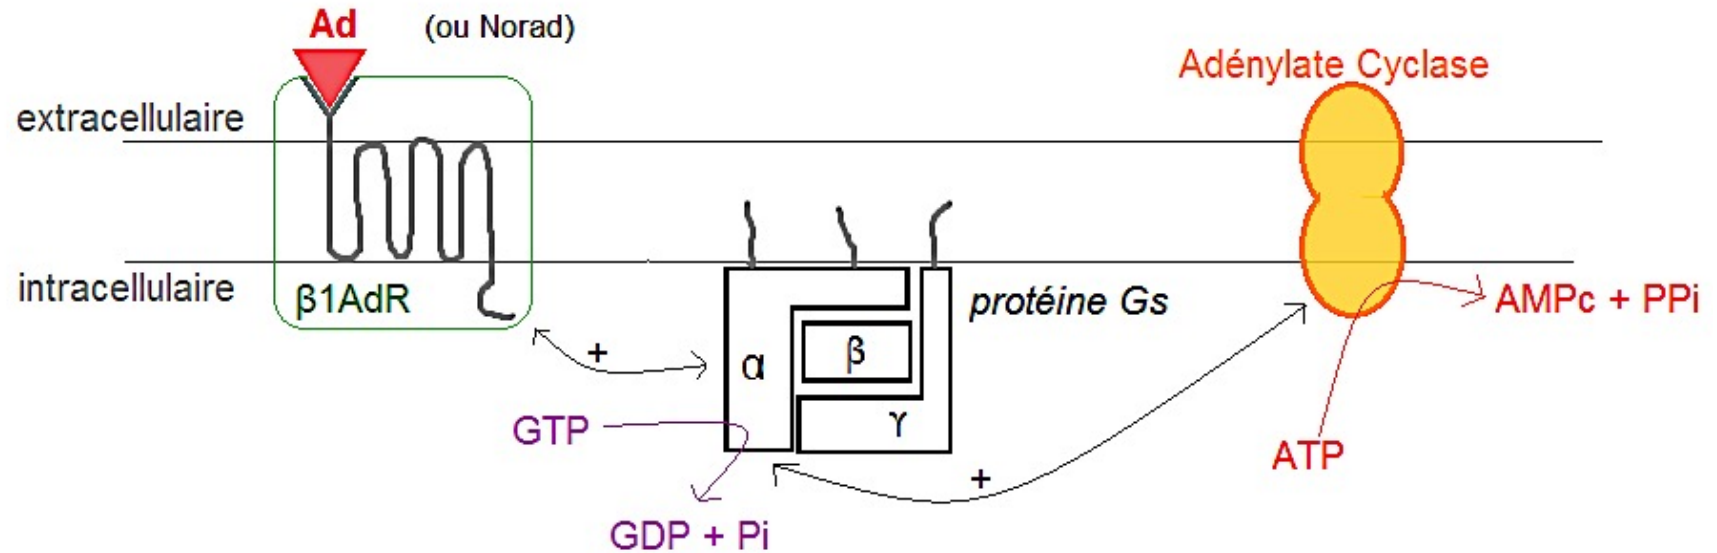 Ad (ou Norad)
Adénylate Cyclase
extracellulaire
intracellulaire
β1AdR
protéine Gs
AMPc + PPi
+
α
β
γ
GTP
GDP + Pi
+
ATP